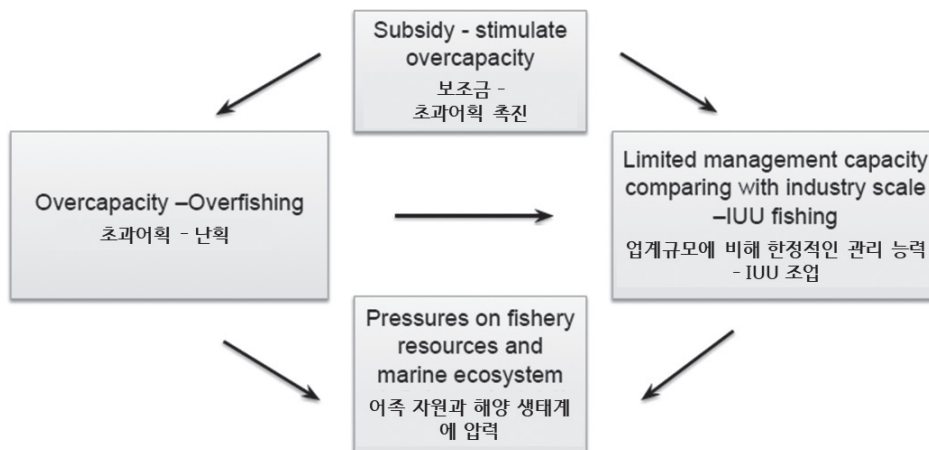 Subsidy - stimulate
overcapacity
보조금 -
초과어획 촉진
Overcapacity –Overfishing
초과어획 - 난획
Limited management capacity
comparing with industry scale
–IUU fishing
업계규모에 비해 한정적인 관리 능력
- IUU 조업
Pressures on fishery
resources and
marine ecosystem
어족 자원과 해양 생태계
에 압력